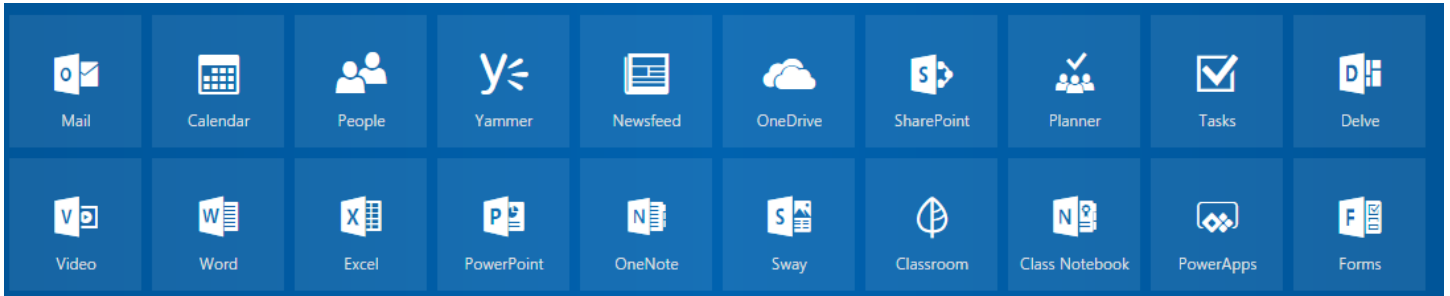 Mail Calendar People Yammer Newsfeed OneDrive SharePoint Planner Tasks Delve
Video Word Excel PowerPoint OneNote Sway Classroom Class Notebook PowerApps Forms